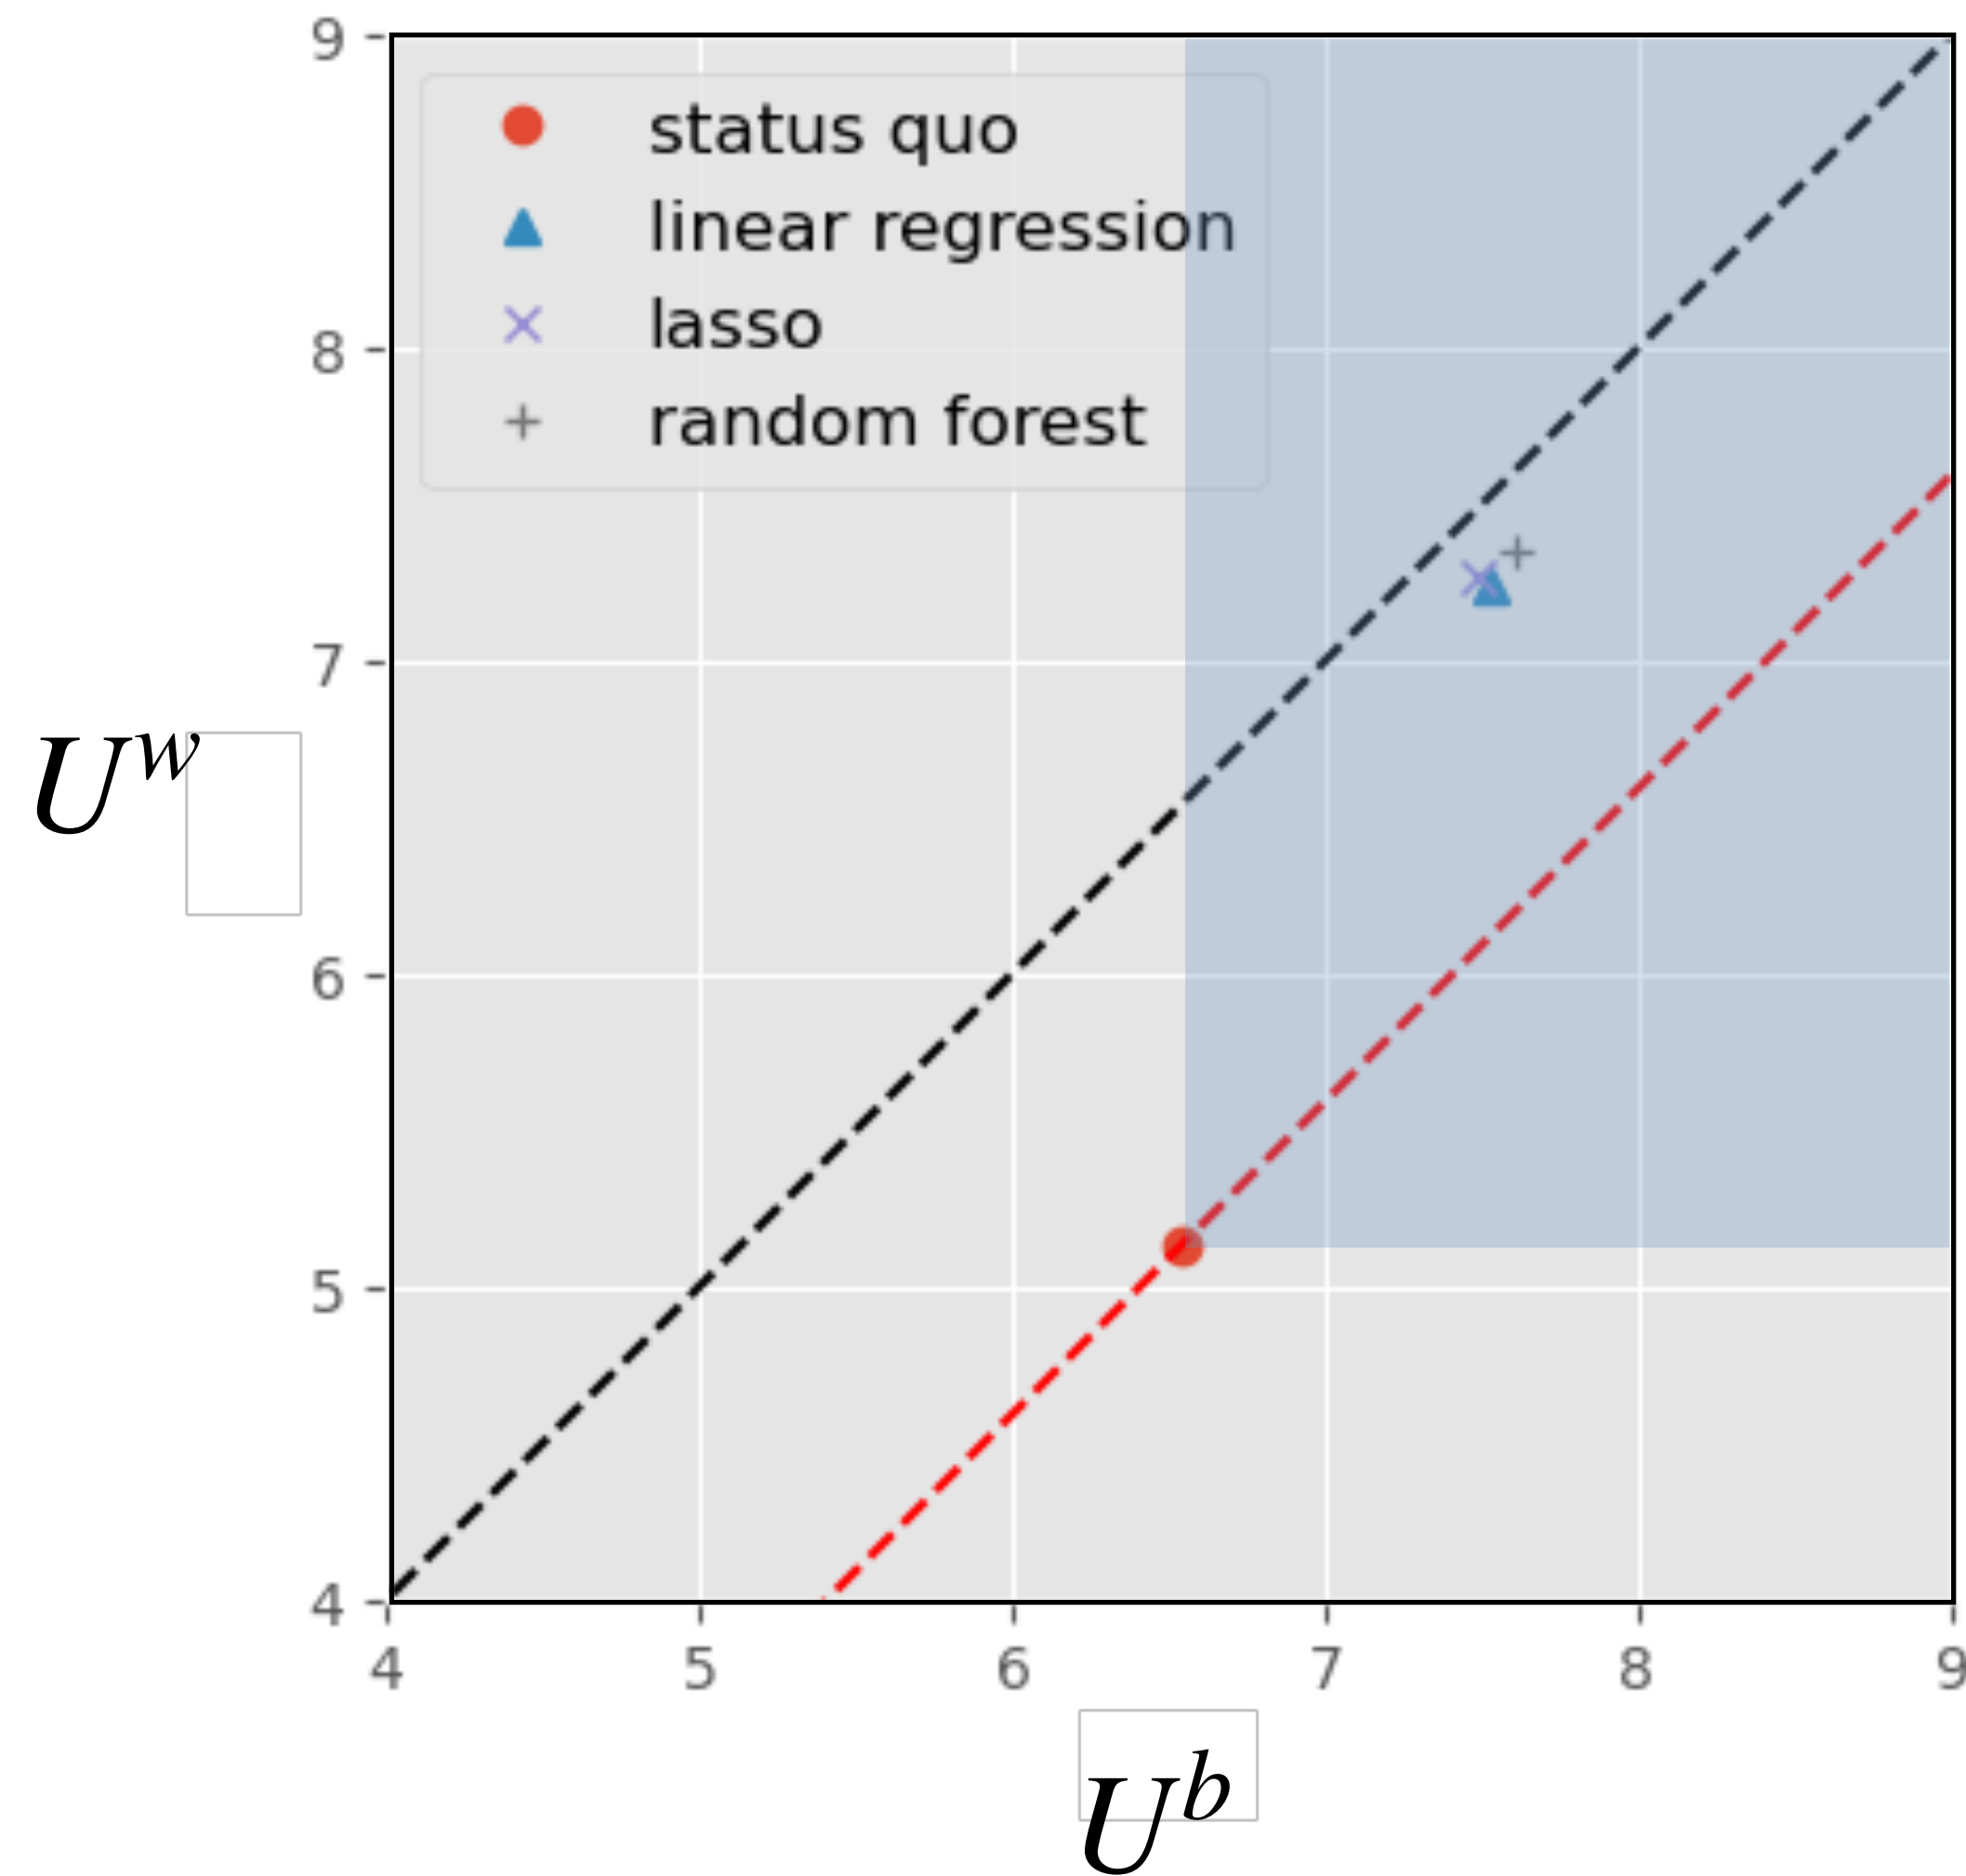 9
status quo
linear regression
lasso
random forest
8
7
U^w
6
5
4
4 5 6 7 8 9
U^b